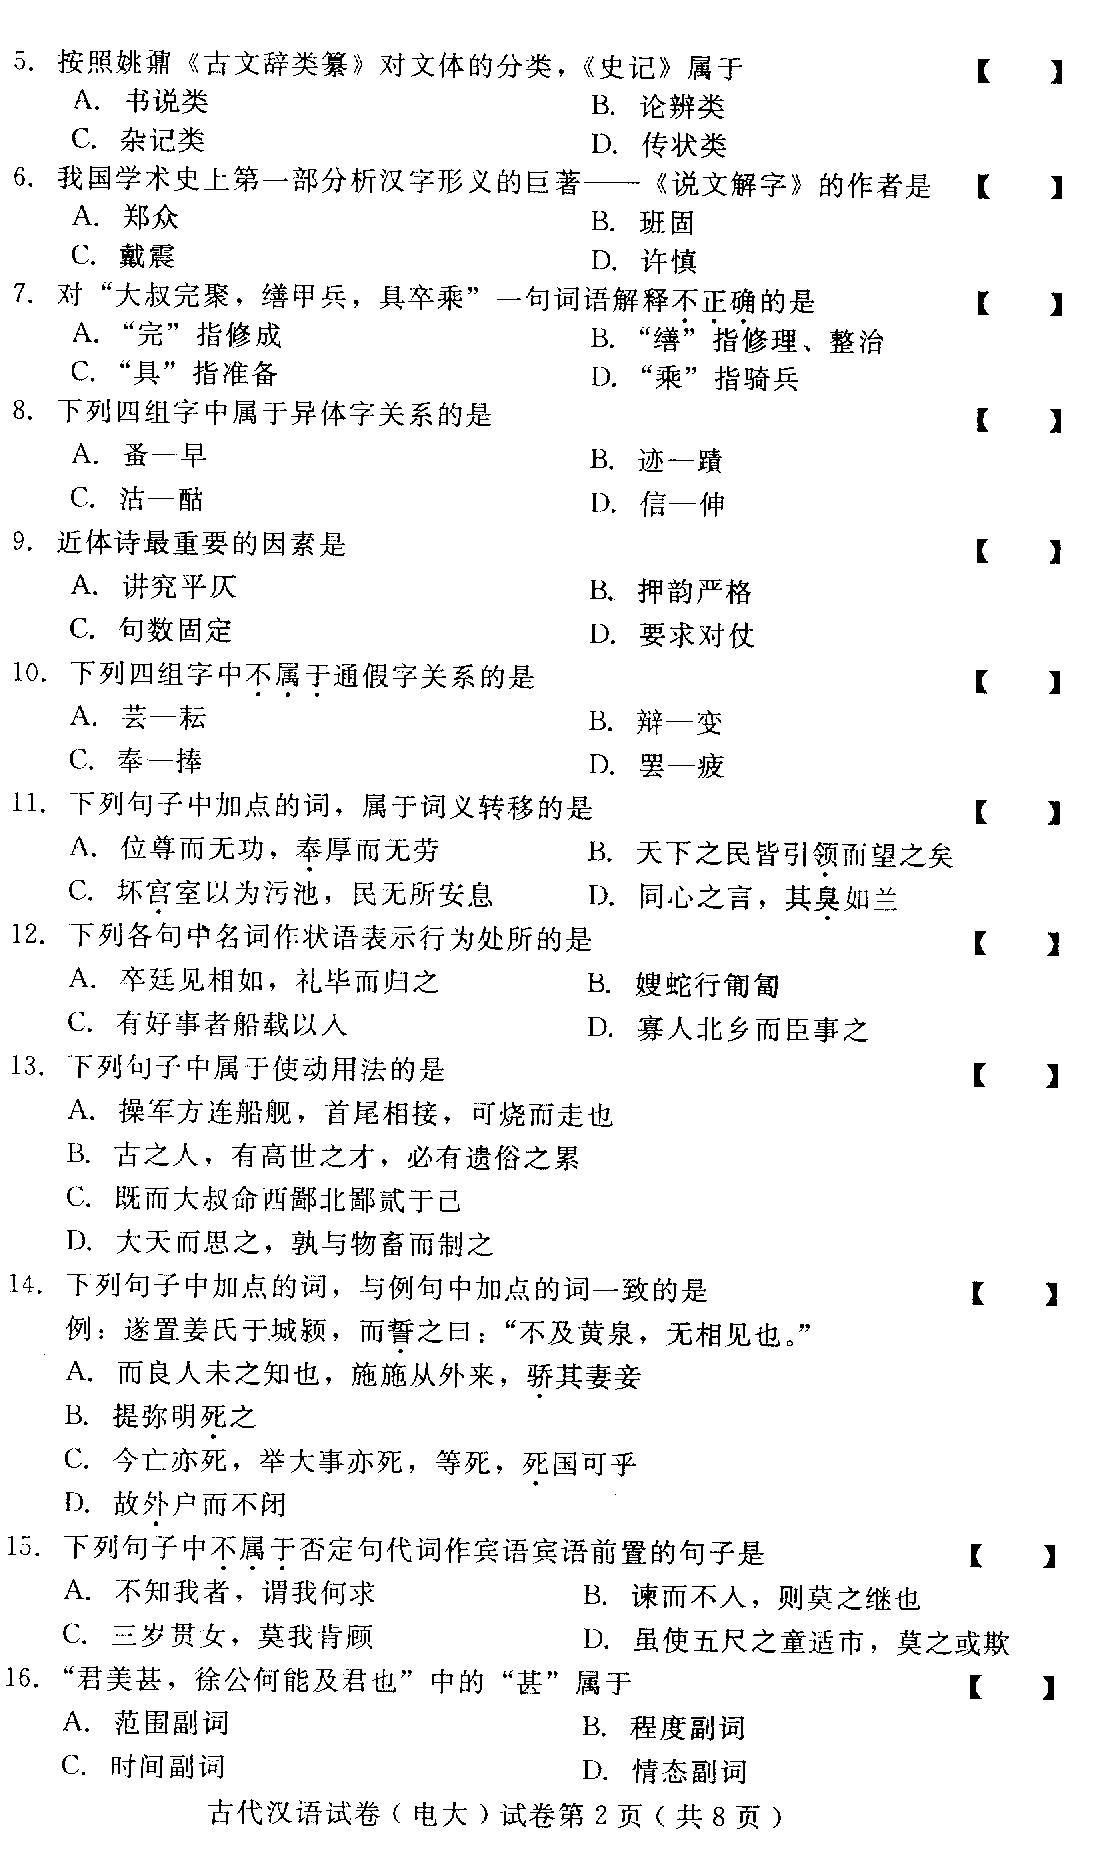 5. 按照姚鼐《古文辞类纂》对文体的分类，《史记》属于 【 】
A. 书说类 B. 论辨类
C. 杂记类 D. 传状类
6. 我国学术史上第一部分析汉字形义的巨著——《说文解字》的作者是 【 】
A. 郑众 B. 班固
C. 戴震 D. 许慎
7. 对“大叔完聚，缮甲兵，具卒乘”一句词语解释不正确的是 【 】
A. “完”指修成 B. “缮”指修理、整治
C. “具”指准备 D. “乘”指骑兵
8. 下列四组字中属于异体字关系的是 【 】
A. 蚤—早 B. 迹—蹟
C. 沽—酤 D. 信—伸
9. 近体诗最重要的因素是 【 】
A. 讲究平仄 B. 押韵严格
C. 句数固定 D. 要求对仗
10. 下列四组字中不属于通假字关系的是 【 】
A. 芸—耘 B. 辩—变
C. 奉—捧 D. 罢—疲
11. 下列句子中加点的词，属于词义转移的是 【 】
A. 位尊而无功，奉厚而无劳 B. 天下之民皆引领而望之矣
C. 坏宫室以为污池，民无所安息 D. 同心之言，其臭如兰
12. 下列各句中名词作状语表示行为处所的是 【 】
A. 卒廷见相如，礼毕而归之 B. 嫂蛇行匍匐
C. 有好事者船载以入 D. 寡人北乡而臣事之
13. 下列句子中属于使动用法的是 【 】
A. 操军方连船舰，首尾相接，可烧而走也
B. 古之人，有高世之才，必有遗俗之累
C. 既而大叔命西鄙北鄙贰于己
D. 大天而思之，孰与物畜而制之
14. 下列句子中加点的词，与例句中加点的词一致的是 【 】
例：遂置姜氏于城颍，而誓之曰：“不及黄泉，无相见也。”
A. 而良人未之知也，施施从外来，骄其妻妾
B. 提弥明死之
C. 今亡亦死，举大事亦死，等死，死国可乎
D. 故外户而不闭
15. 下列句子中不属于否定句代词作宾语宾语前置的句子是 【 】
A. 不知我者，谓我何求 B. 谏而不入，则莫之继也
C. 三岁贯女，莫我肯顾 D. 虽使五尺之童适市，莫之或欺
16. “君美甚，徐公何能及君也”中的“甚”属于 【 】
A. 范围副词 B. 程度副词
C. 时间副词 D. 情态副词
古代汉语试卷（电大）试卷第2页（共8页）